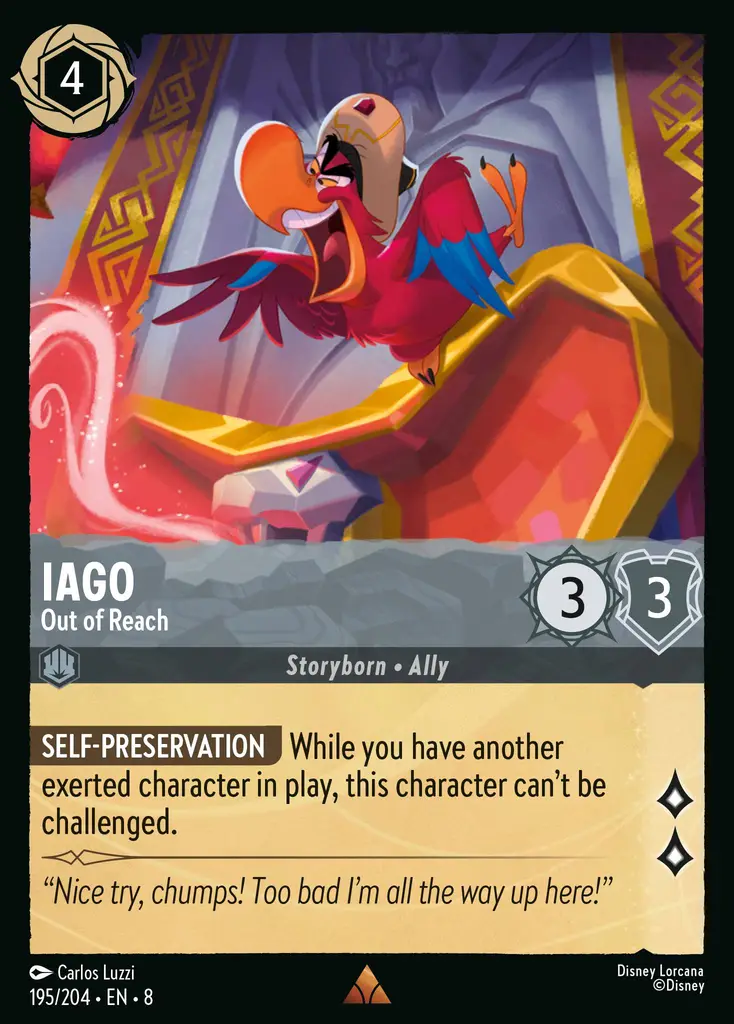 4
IAGO
Out of Reach
3
3
Storyborn • Ally
SELF-PRESERVATION While you have another
exerted character in play, this character can't be
challenged.
“Nice try, chumps! Too bad I'm all the way up here!”
Carlos Luzzi
195/204 • EN • 8
Disney Lorcana
©Disney